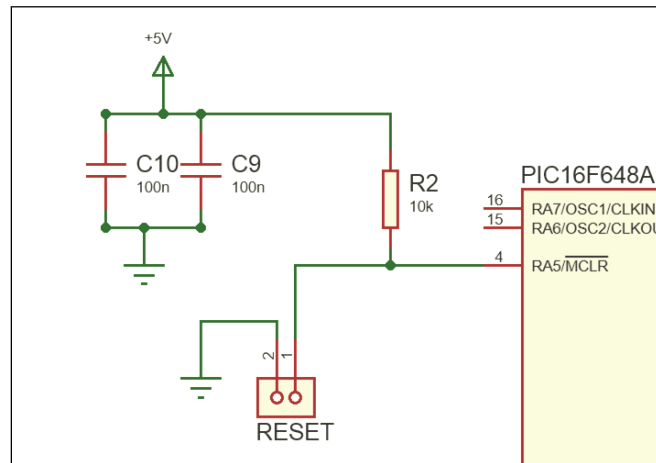 +5V
C10
100n
C9
100n
R2
10k
PIC16F648A
16
RA7/OSC1/CLKIN
15
RA6/OSC2/CLKOU
4
RA5/MCLR
2
1
RESET